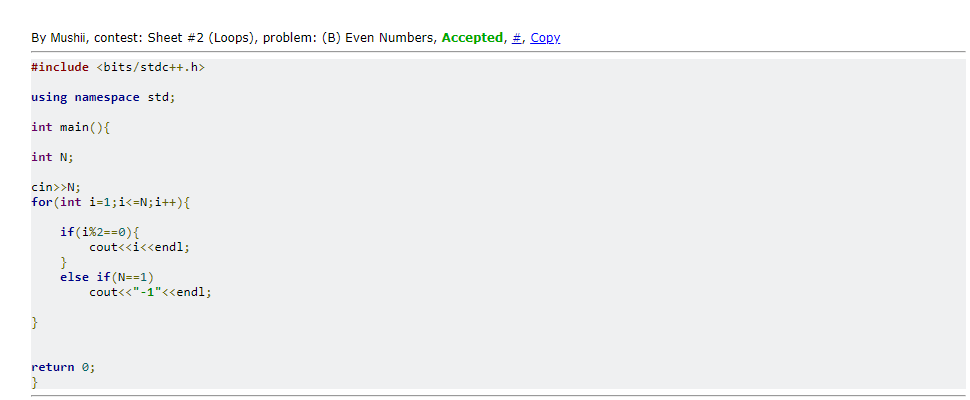 By Mushii, contest: Sheet #2 (Loops), problem: (B) Even Numbers, Accepted, #, Copy
#include <bits/stdc++.h>
using namespace std;
int main(){
int N;
cin>>N;
for(int i=1;i<=N;i++){
    if(i%2==0){
        cout<<i<<endl;
    }
    else if(N==1)
        cout<<"-1"<<endl;
}
return 0;
}